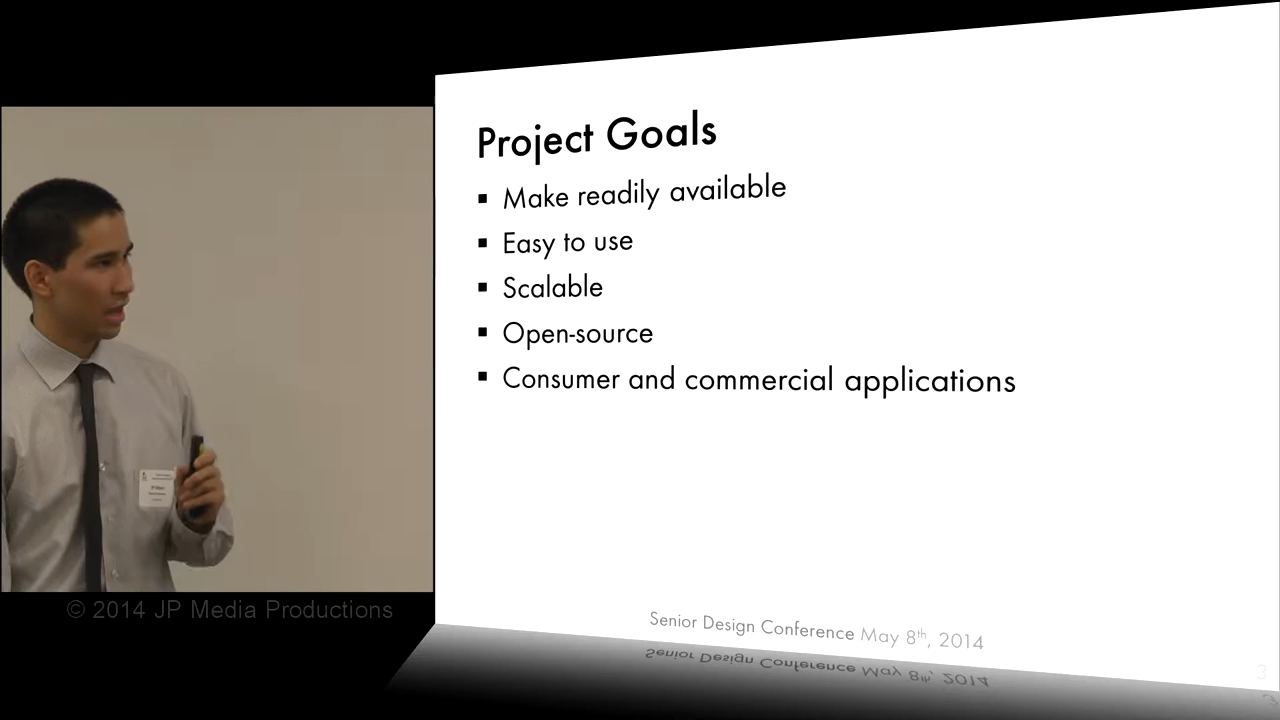 Project Goals
Make readily available
Easy to use
Scalable
Open-source
Consumer and commercial applications
Senior Design Conference May 8th, 2014
3
© 2014 JP Media Productions